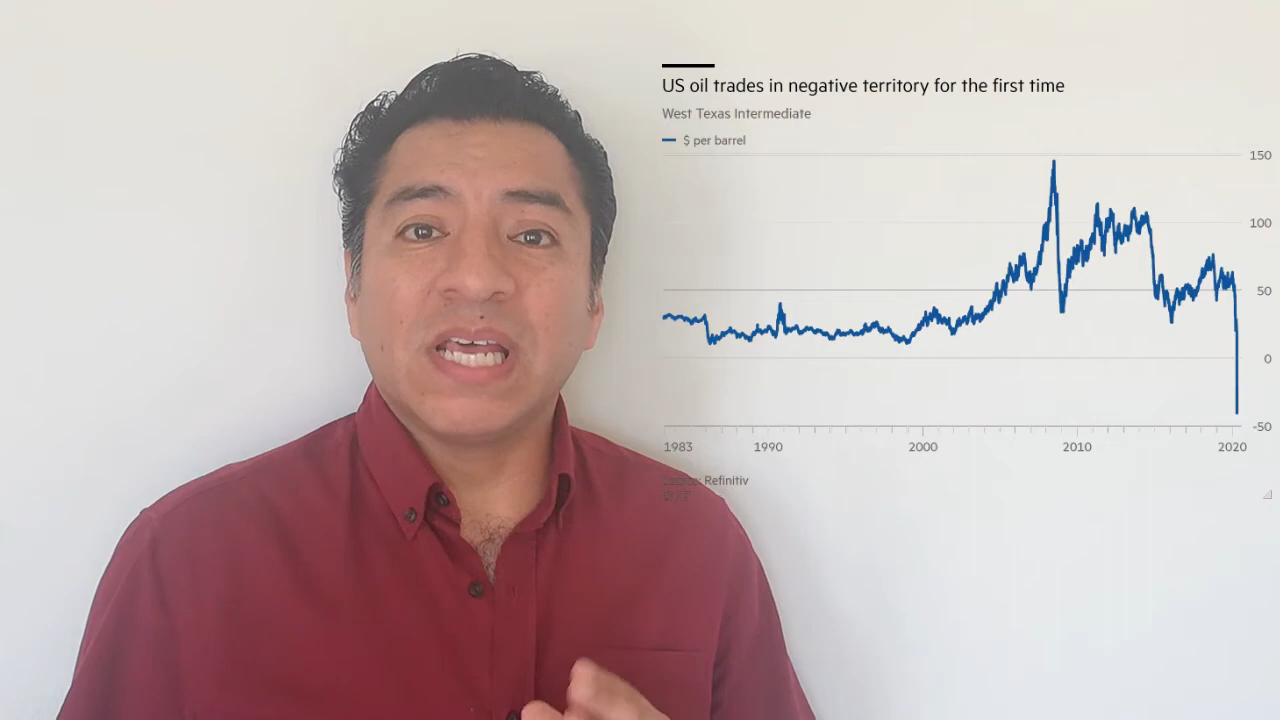 US oil trades in negative territory for the first time
West Texas Intermediate
$ per barrel
150
100
50
0
-50
1983 1990 2000 2010 2020
Source: Refinitiv